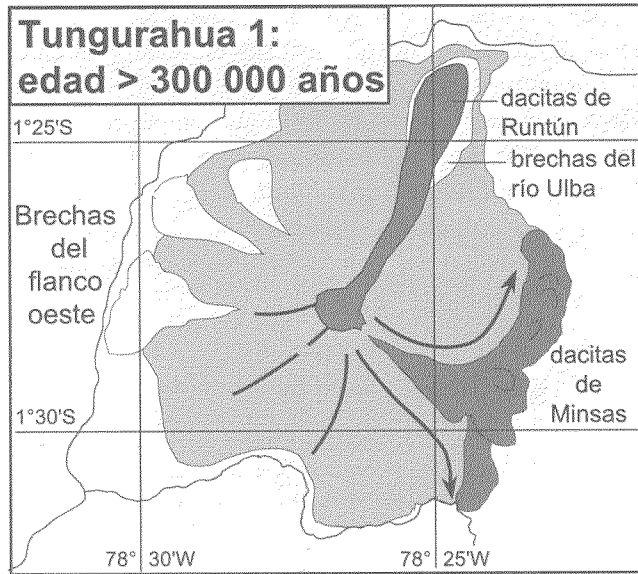 Tungurahua 1:
edad > 300 000 años
1°25'S
dacitas de
Runtún
brechas del
río Ulba
Brechas
del
flanco
oeste
dacitas
de
Minsas
1°30'S
78° 30'W
78° 25'W